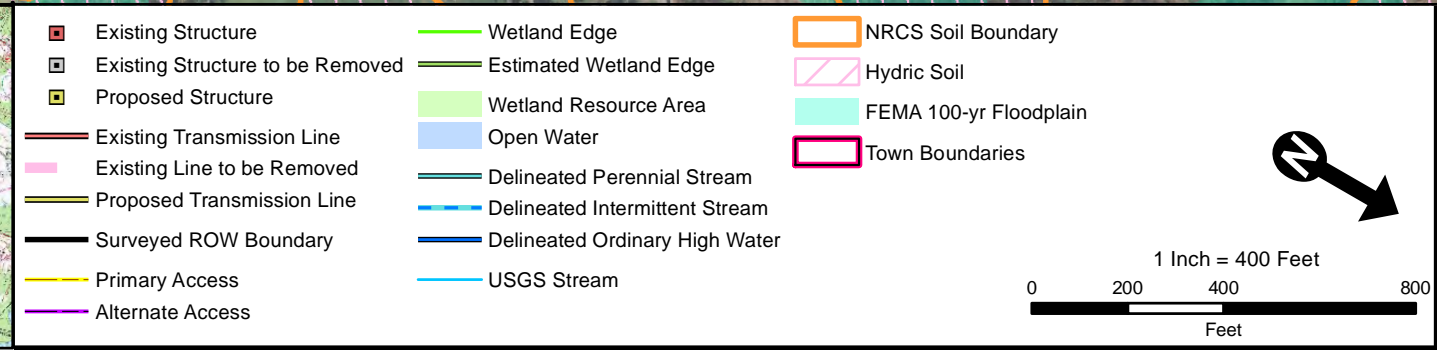 Existing Structure
Existing Structure to be Removed
Proposed Structure
Existing Transmission Line
Existing Line to be Removed
Proposed Transmission Line
Surveyed ROW Boundary
Primary Access
Alternate Access
Wetland Edge
Estimated Wetland Edge
Wetland Resource Area
Open Water
Delineated Perennial Stream
Delineated Intermittent Stream
Delineated Ordinary High Water
USGS Stream
NRCS Soil Boundary
Hydric Soil
FEMA 100-yr Floodplain
Town Boundaries
N
1 Inch = 400 Feet
0 200 400 800
Feet